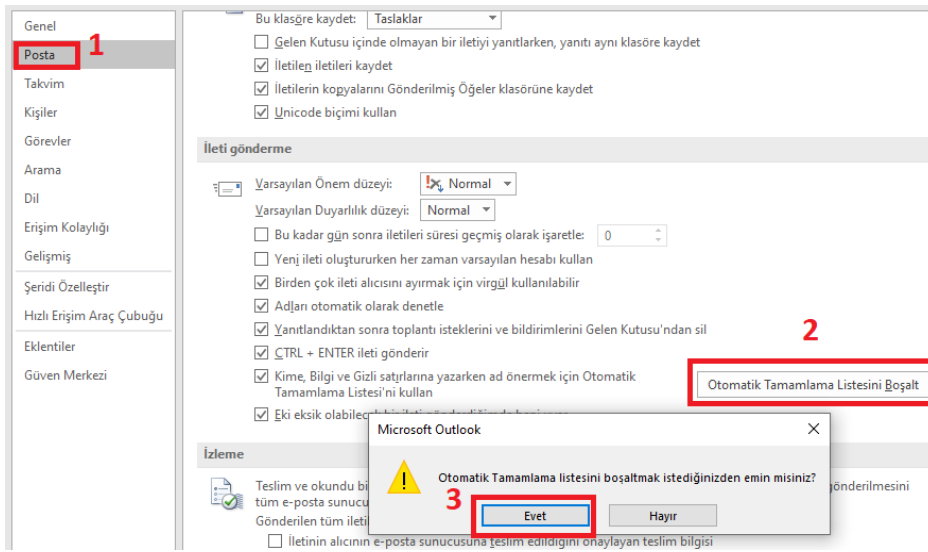 Genel
Posta
1
Takvim
Kişiler
Görevler
Arama
Dil
Erişim Kolaylığı
Gelişmiş
Şeridi Özelleştir
Hızlı Erişim Araç Çubuğu
Eklentiler
Güven Merkezi
Bu klasöre kaydet: Taslaklar
Gelen Kutusu içinde olmayan bir iletiyi yanıtlarken, yanıtı aynı klasöre kaydet
İletilen iletileri kaydet
İletilerin kopyalarını Gönderilmiş Öğeler klasörüne kaydet
Unicode biçimi kullan
İleti gönderme
Varsayılan Önem düzeyi: Normal
Varsayılan Duyarlılık düzeyi: Normal
Bu kadar gün sonra iletileri süresi geçmiş olarak işaretle: 0
Yeni ileti oluştururken her zaman varsayılan hesabı kullan
Birden çok ileti alıcısını ayırmak için virgül kullanılabilir
Adları otomatik olarak denetle
Yanıtlandıktan sonra toplantı isteklerini ve bildirimlerini Gelen Kutusu'ndan sil
CTRL + ENTER ileti gönderir
Kime, Bilgi ve Gizli satırlarına yazarken ad önermek için Otomatik
Tamamlama Listesi'ni kullan
2
Otomatik Tamamlama Listesini Boşalt
Eki eksik
İzleme
Teslim ve okundu gönderilmesini
tüm e-posta
Gönderilen tüm
İletinin alıcının e-posta sunucusuna teslim edildiğini onaylayan teslim bilgisi
Microsoft Outlook
Otomatik Tamamlama listesini boşaltmak istediğinizden emin misiniz?
3
Evet Hayır